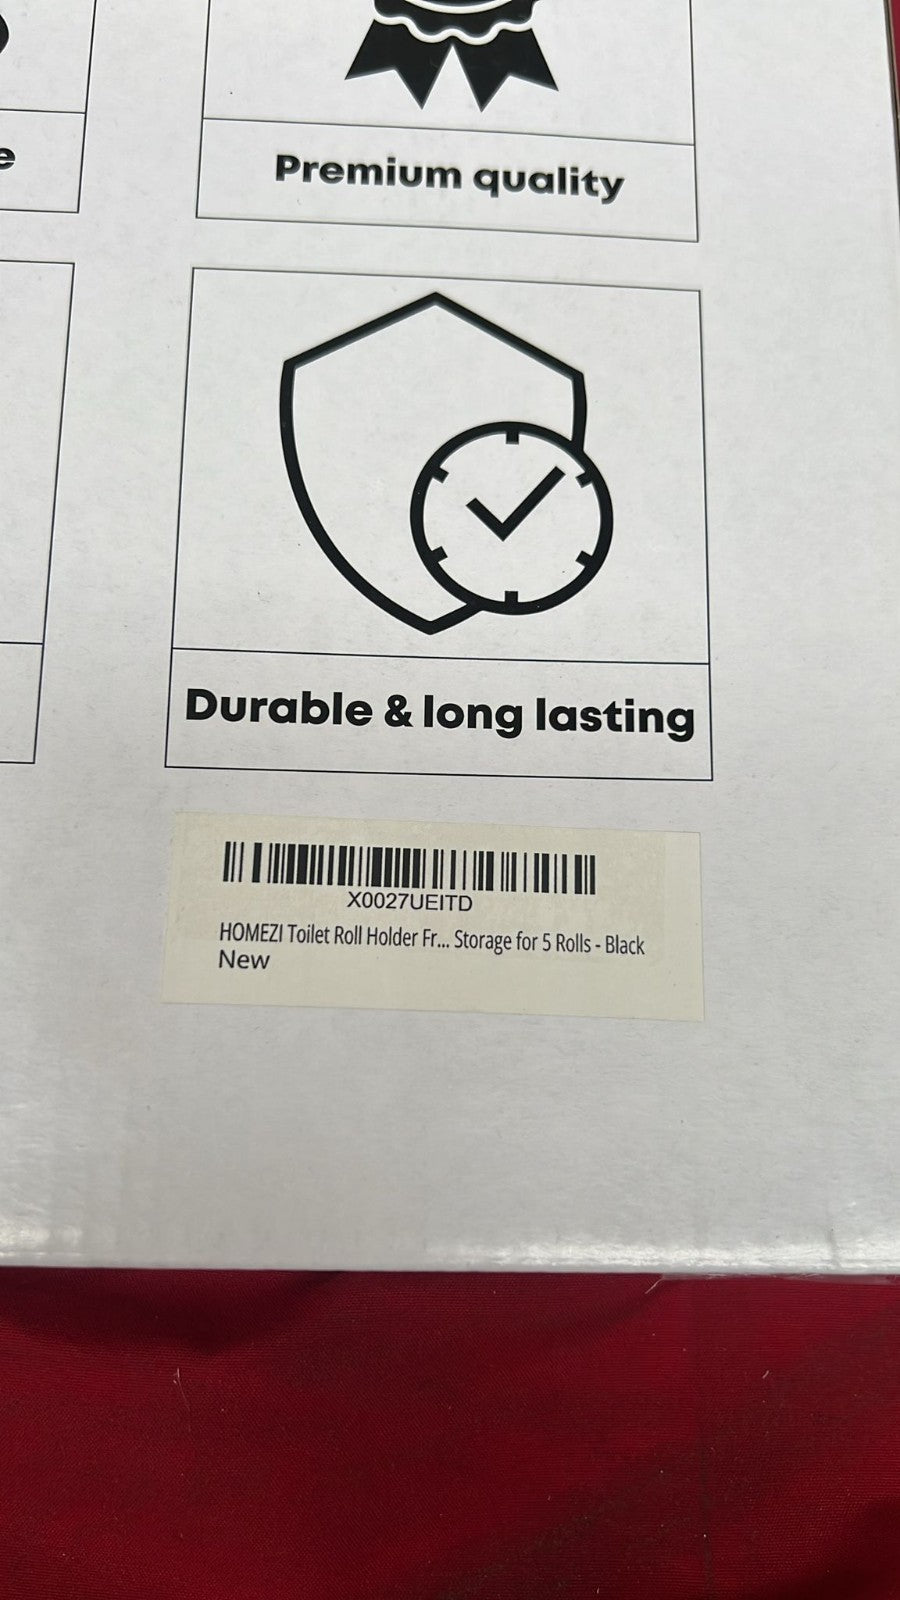 e
Premium quality
Durable & long lasting
X0027UEITD
HOMEZI Toilet Roll Holder Fr... Storage for 5 Rolls - Black
New